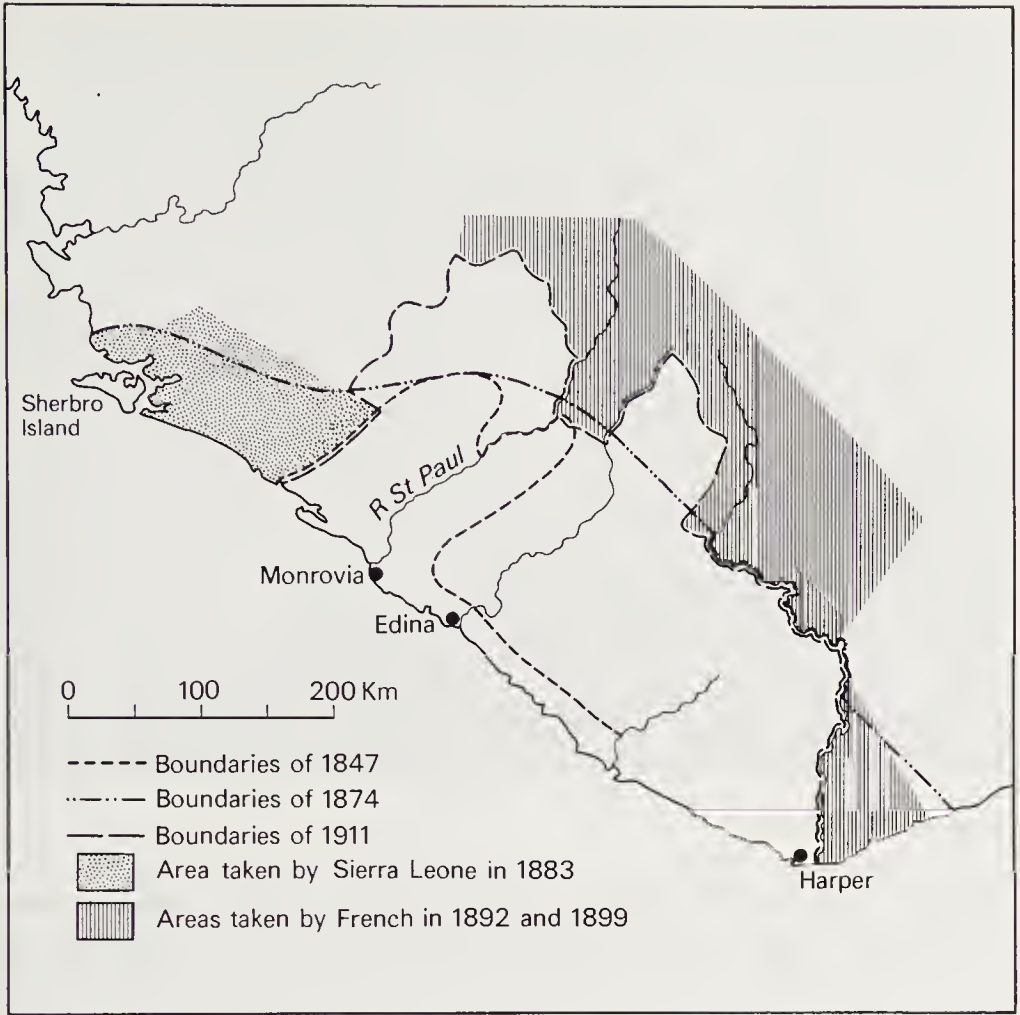 Sherbro
Island
R St Paul
Monrovia
Edina
0 100 200 Km
Boundaries of 1847
Boundaries of 1874
Boundaries of 1911
Area taken by Sierra Leone in 1883
Areas taken by French in 1892 and 1899
Harper